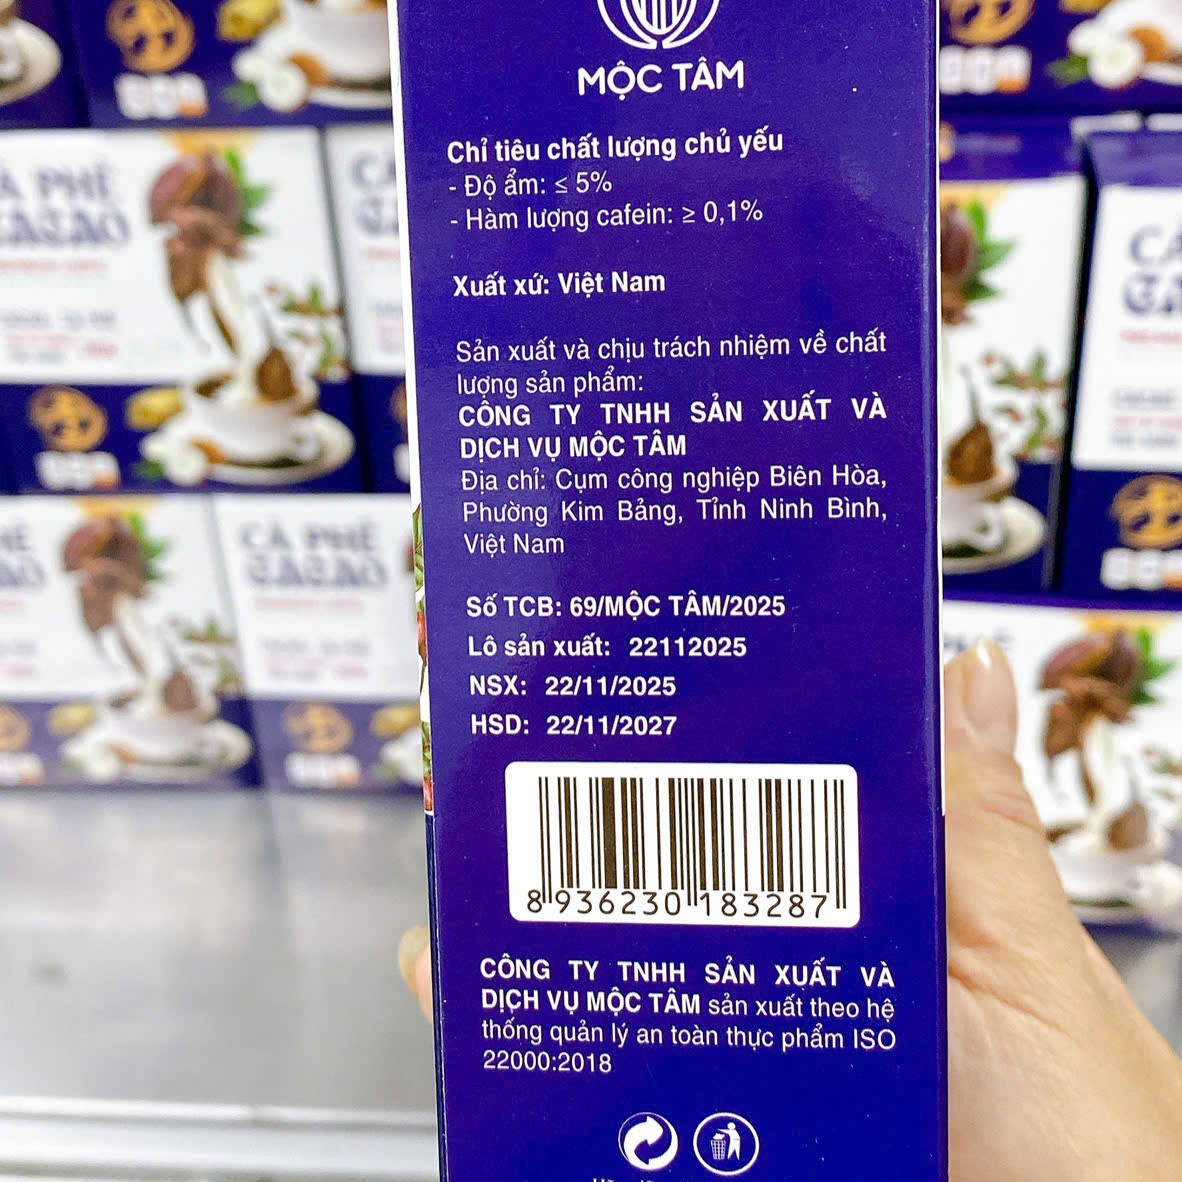 MỘC TÂM
Chỉ tiêu chất lượng chủ yếu
- Độ ẩm: ≤ 5%
- Hàm lượng cafein: ≥ 0,1%
Xuất xứ: Việt Nam
Sản xuất và chịu trách nhiệm về chất
lượng sản phẩm:
CÔNG TY TNHH SẢN XUẤT VÀ
DỊCH VỤ MỘC TÂM
Địa chỉ: Cụm công nghiệp Biên Hòa,
Phường Kim Bảng, Tỉnh Ninh Bình,
Việt Nam
Số TCB: 69/MỘC TÂM/2025
Lô sản xuất: 22112025
NSX: 22/11/2025
HSD: 22/11/2027
8 936230 183287
CÔNG TY TNHH SẢN XUẤT VÀ
DỊCH VỤ MỘC TÂM sản xuất theo hệ
thống quản lý an toàn thực phẩm ISO
22000:2018
CÀ PHÊ
CACAO